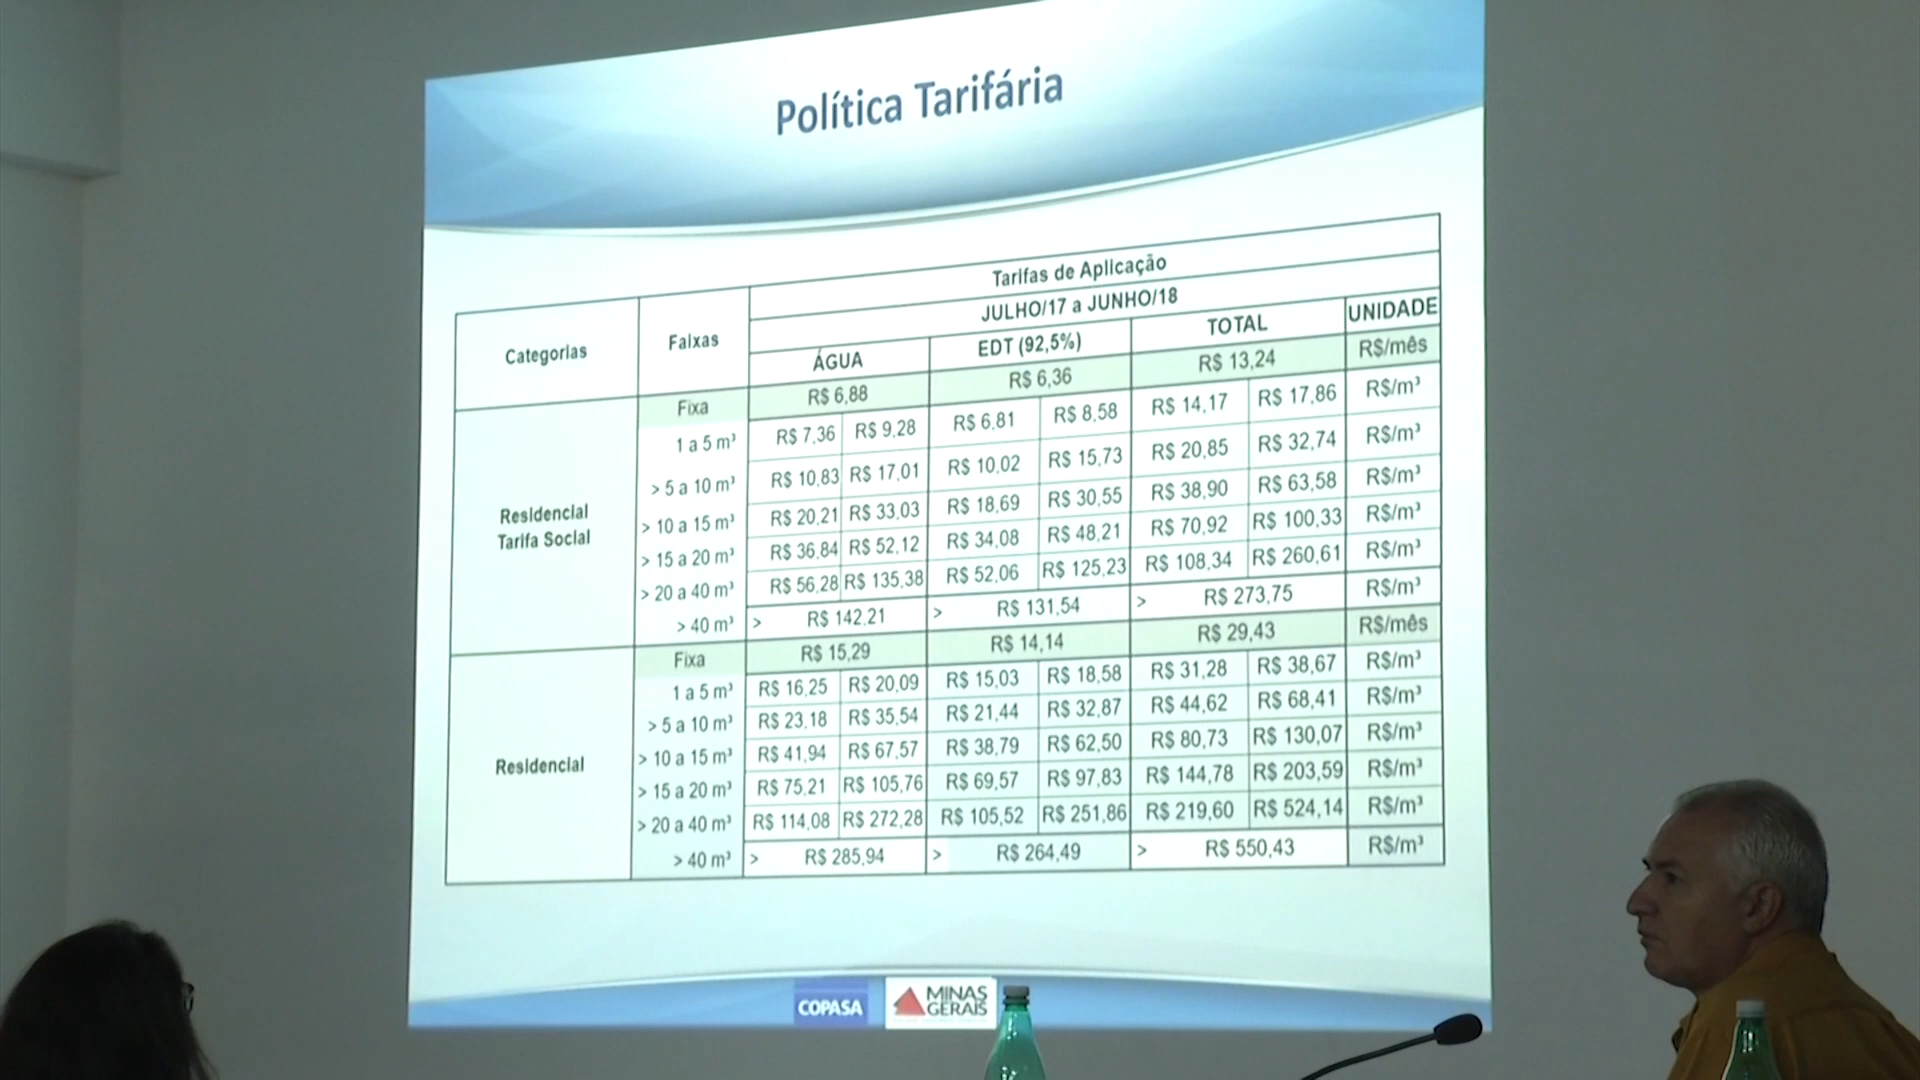 Política Tarifária
Tarifas de Aplicação
JULHO/17 a JUNHO/18
Categorias Faixas ÁGUA EDT (92,5%) TOTAL UNIDADE
Fixa R$ 6,88 R$ 6,36 R$ 13,24 R$/mês
1 a 5 m³ R$ 7,36 R$ 9,28 R$ 6,81 R$ 8,58 R$ 14,17 R$ 17,86 R$/m³
> 5 a 10 m³ R$ 10,83 R$ 17,01 R$ 10,02 R$ 15,73 R$ 20,85 R$ 32,74 R$/m³
Residencial
Tarifa Social
> 10 a 15 m³ R$ 20,21 R$ 33,03 R$ 18,69 R$ 30,55 R$ 38,90 R$ 63,58 R$/m³
> 15 a 20 m³ R$ 36,84 R$ 52,12 R$ 34,08 R$ 48,21 R$ 70,92 R$ 100,33 R$/m³
> 20 a 40 m³ R$ 56,28 R$ 135,38 R$ 52,06 R$ 125,23 R$ 108,34 R$ 260,61 R$/m³
> 40 m³ > R$ 142,21 > R$ 131,54 > R$ 273,75 R$/m³
Fixa R$ 15,29 R$ 14,14 R$ 29,43 R$/mês
1 a 5 m³ R$ 16,25 R$ 20,09 R$ 15,03 R$ 18,58 R$ 31,28 R$ 38,67 R$/m³
> 5 a 10 m³ R$ 23,18 R$ 35,54 R$ 21,44 R$ 32,87 R$ 44,62 R$ 68,41 R$/m³
Residencial
> 10 a 15 m³ R$ 41,94 R$ 67,57 R$ 38,79 R$ 62,50 R$ 80,73 R$ 130,07 R$/m³
> 15 a 20 m³ R$ 75,21 R$ 105,76 R$ 69,57 R$ 97,83 R$ 144,78 R$ 203,59 R$/m³
> 20 a 40 m³ R$ 114,08 R$ 272,28 R$ 105,52 R$ 251,86 R$ 219,60 R$ 524,14 R$/m³
> 40 m³ > R$ 285,94 > R$ 264,49 > R$ 550,43 R$/m³
COPASA
MINAS
GERAIS